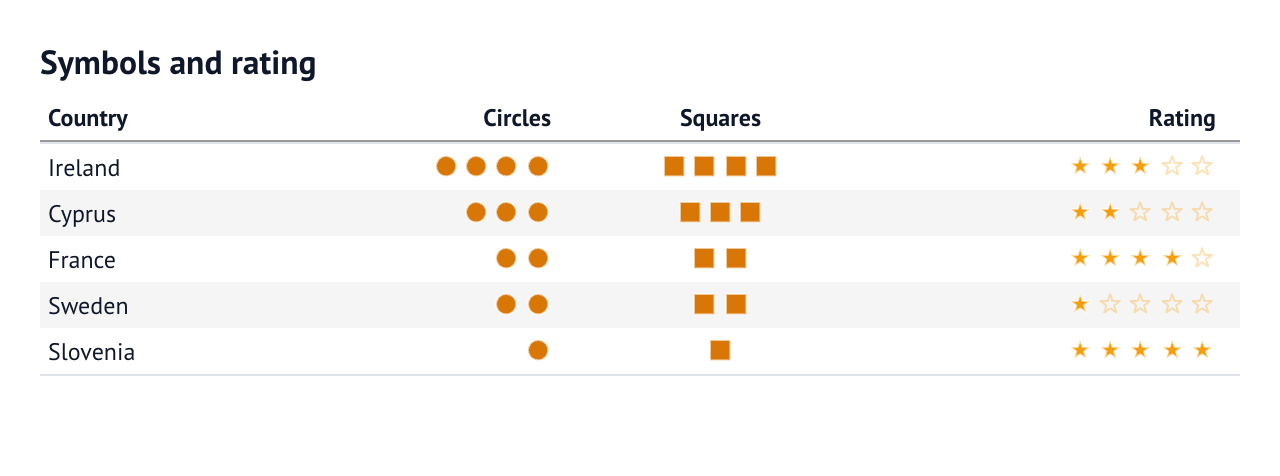 Symbols and rating
Country Circles Squares Rating
Ireland
Cyprus
France
Sweden
Slovenia